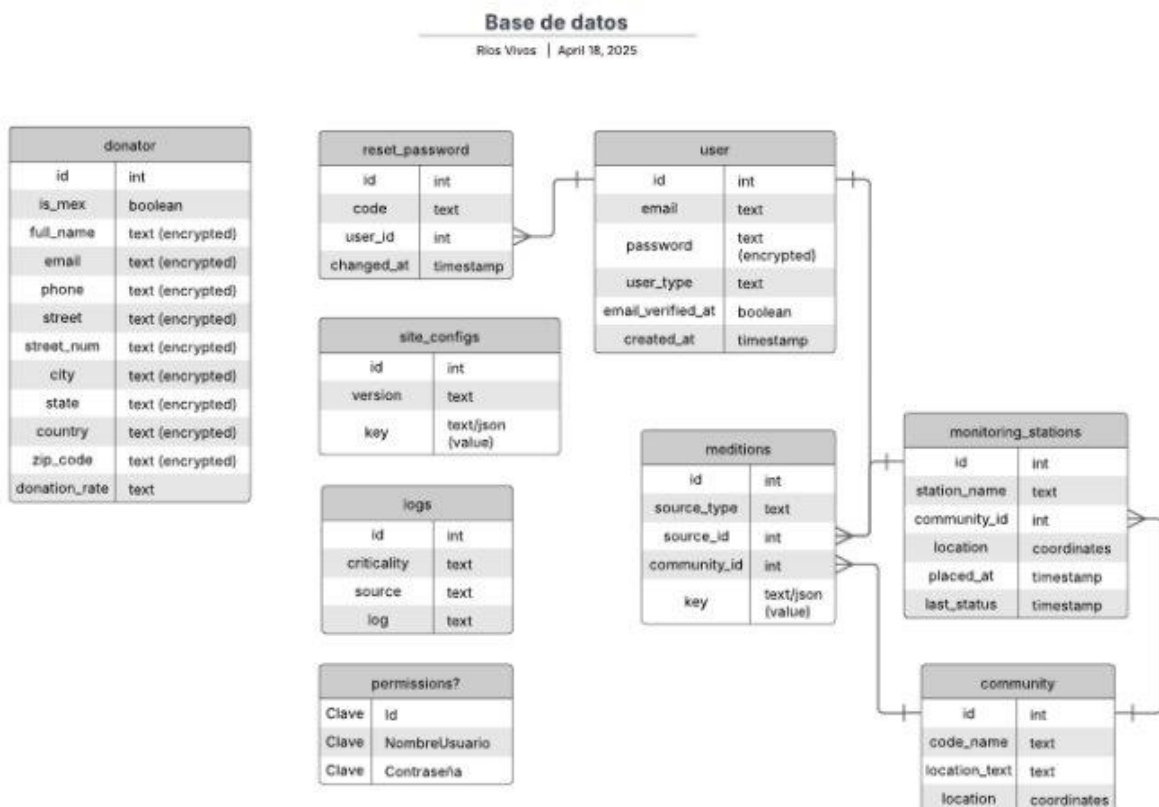 Base de datos
Rios Vivos | April 18, 2025
donator
id int
is_mex boolean
full_name text (encrypted)
email text (encrypted)
phone text (encrypted)
street text (encrypted)
street_num text (encrypted)
city text (encrypted)
state text (encrypted)
country text (encrypted)
zip_code text (encrypted)
donation_rate text
reset_password
id int
code text
user_id int
changed_at timestamp
user
id int
email text
password text
(encrypted)
user_type text
email_verified_at boolean
created_at timestamp
site_configs
id int
version text
key text/json
(value)
logs
id int
criticality text
source text
log text
permissions?
Clave Id
Clave NombreUsuario
Clave Contraseña
meditions
id int
source_type text
source_id int
community_id int
key text/json
(value)
monitoring_stations
id int
station_name text
community_id int
location coordinates
placed_at timestamp
last_status timestamp
community
id int
code_name text
location_text text
location coordinates